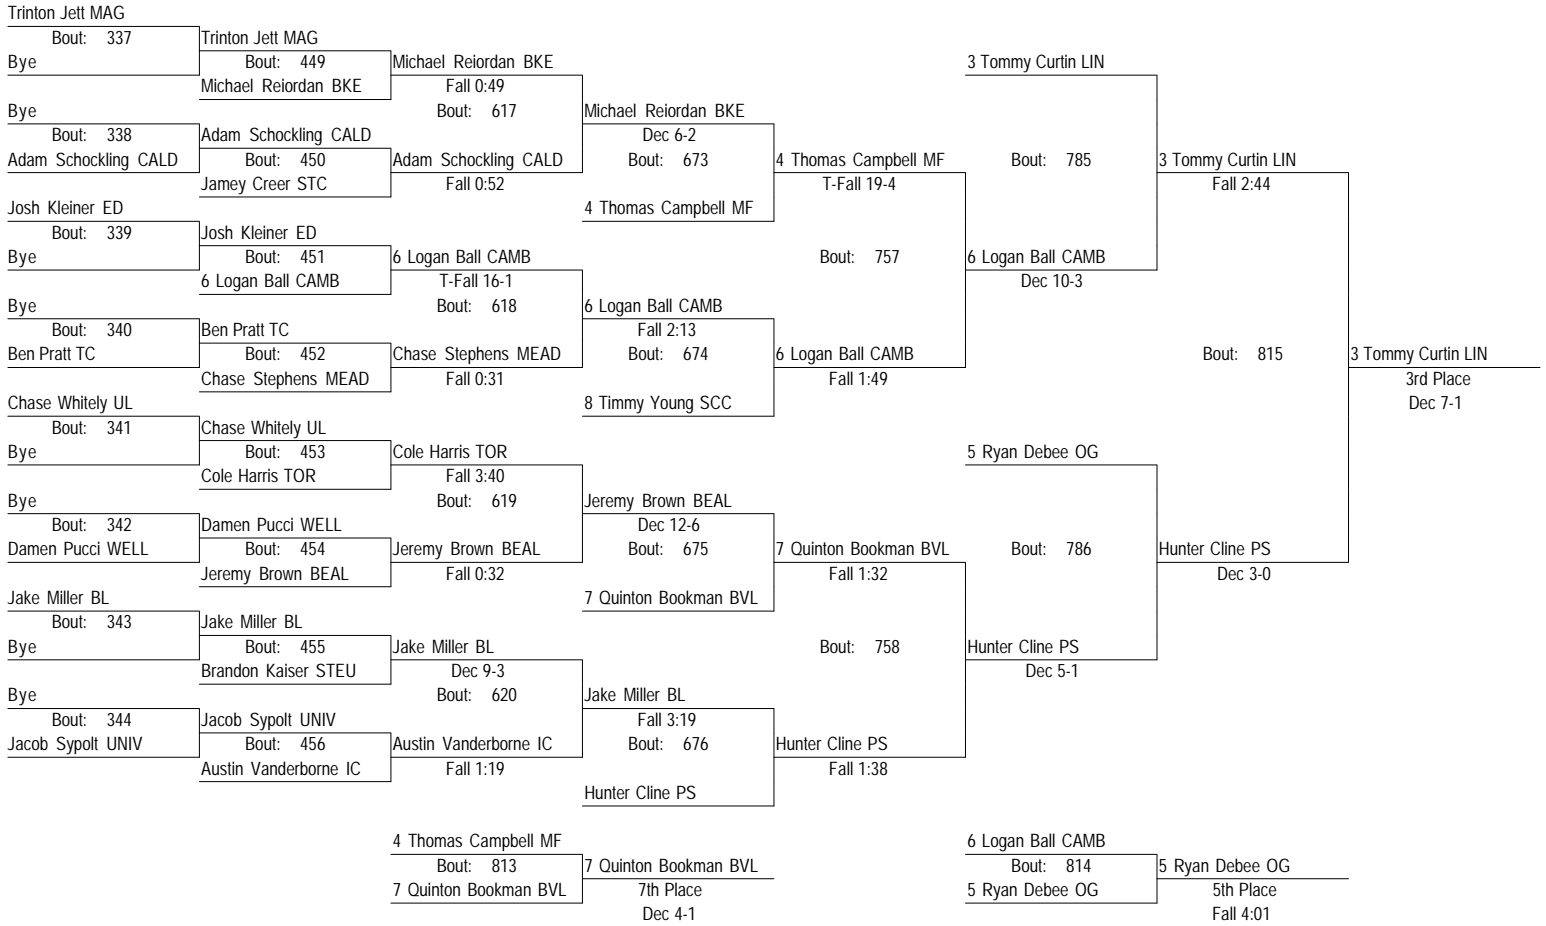 Trinton Jett MAG
Bout: 337 Trinton Jett MAG
Bye Bout: 449 Michael Reiordan BKE 3 Tommy Curtin LIN
Michael Reiordan BKE Fall 0:49
Bye Bout: 617 Michael Reiordan BKE
Bout: 338 Adam Schockling CALD Dec 6-2
Adam Schockling CALD Bout: 450 Adam Schockling CALD Bout: 673 4 Thomas Campbell MF Bout: 785 3 Tommy Curtin LIN
Jamey Creer STC Fall 0:52 T-Fall 19-4 Fall 2:44
Josh Kleiner ED 4 Thomas Campbell MF
Bout: 339 Josh Kleiner ED
Bye Bout: 451 6 Logan Ball CAMB Bout: 757 6 Logan Ball CAMB
6 Logan Ball CAMB T-Fall 16-1 Dec 10-3
Bye Bout: 618 6 Logan Ball CAMB
Bout: 340 Ben Pratt TC Fall 2:13
Ben Pratt TC Bout: 452 Chase Stephens MEAD Bout: 674 6 Logan Ball CAMB Bout: 815 3 Tommy Curtin LIN
Chase Stephens MEAD Fall 0:31 Fall 1:49 3rd Place
Chase Whitely UL 8 Timmy Young SCC Dec 7-1
Bout: 341 Chase Whitely UL
Bye Bout: 453 Cole Harris TOR 5 Ryan Debee OG
Cole Harris TOR Fall 3:40
Bye Bout: 619 Jeremy Brown BEAL
Bout: 342 Damen Pucci WELL Dec 12-6
Damen Pucci WELL Bout: 454 Jeremy Brown BEAL Bout: 675 7 Quinton Bookman BVL Bout: 786 Hunter Cline PS
Jeremy Brown BEAL Fall 0:32 Fall 1:32 Dec 3-0
Jake Miller BL 7 Quinton Bookman BVL
Bout: 343 Jake Miller BL
Bye Bout: 455 Jake Miller BL Bout: 758 Hunter Cline PS
Brandon Kaiser STEU Dec 9-3 Dec 5-1
Bye Bout: 620 Jake Miller BL
Bout: 344 Jacob Sypolt UNIV Fall 3:19
Jacob Sypolt UNIV Bout: 456 Austin Vanderborne IC Bout: 676 Hunter Cline PS
Austin Vanderborne IC Fall 1:19 Fall 1:38
Hunter Cline PS
4 Thomas Campbell MF 6 Logan Ball CAMB
Bout: 813 7 Quinton Bookman BVL Bout: 814 5 Ryan Debee OG
7 Quinton Bookman BVL 7th Place 5 Ryan Debee OG 5th Place
Dec 4-1 Fall 4:01